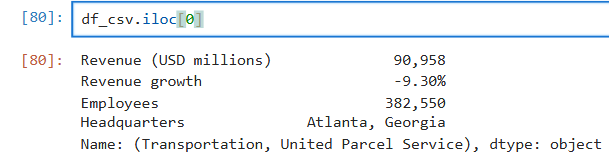 [80]: df_csv.iloc[0]
[80]: Revenue (USD millions) 90,958
Revenue growth -9.30%
Employees 382,550
Headquarters Atlanta, Georgia
Name: (Transportation, United Parcel Service), dtype: object